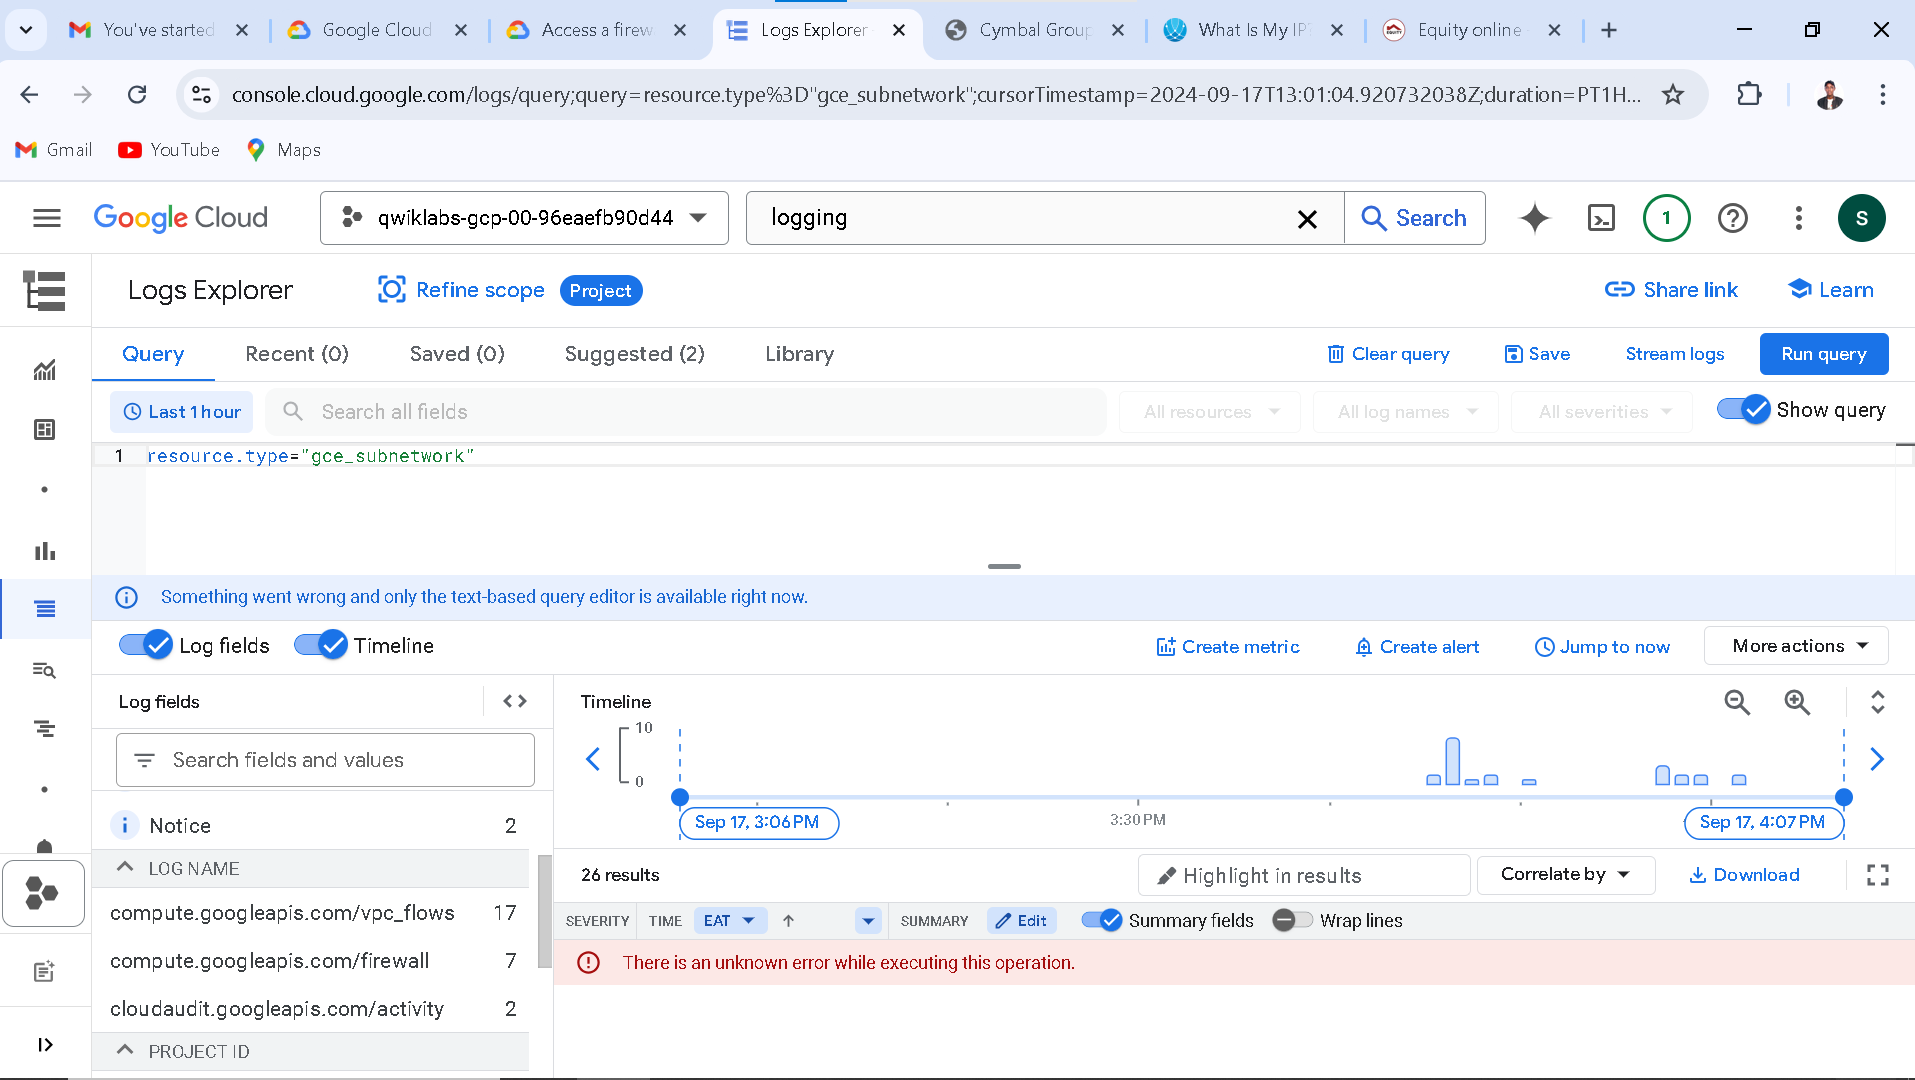 You've started
Google Cloud
Access a firew
Logs Explorer
Cymbal Group
What Is My IP?
Equity online
console.cloud.google.com/logs/query;query=resource.type%3D"gce_subnetwork";cursorTimestamp=2024-09-17T13:01:04.920732038Z;duration=PT1H...
Gmail
YouTube
Maps
Google Cloud
qwiklabs-gcp-00-96eaefb90d44
logging
Search
1
S
Logs Explorer
Refine scope
Project
Share link
Learn
Query
Recent (0)
Saved (0)
Suggested (2)
Library
Clear query
Save
Stream logs
Run query
Last 1 hour
Search all fields
All resources
All log names
All severities
Show query
1
resource.type="gce_subnetwork"
Something went wrong and only the text-based query editor is available right now.
Log fields
Timeline
Create metric
Create alert
Jump to now
More actions
Log fields
Search fields and values
Notice 2
LOG NAME
compute.googleapis.com/vpc_flows 17
compute.googleapis.com/firewall 7
cloudaudit.googleapis.com/activity 2
PROJECT ID
Timeline
10
0
Sep 17, 3:06 PM
3:30 PM
Sep 17, 4:07 PM
26 results
Highlight in results
Correlate by
Download
SEVERITY
TIME
EAT
SUMMARY
Edit
Summary fields
Wrap lines
There is an unknown error while executing this operation.